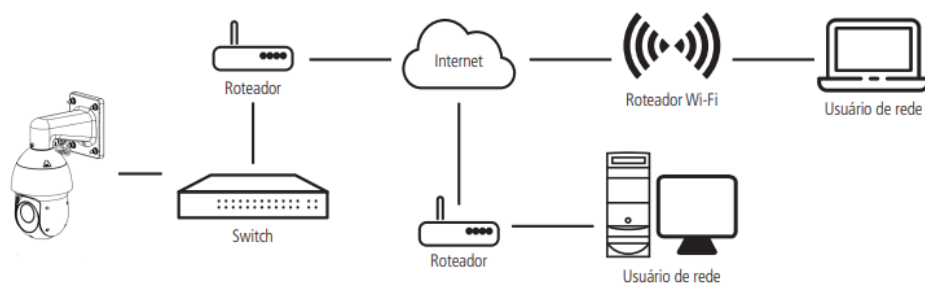 Roteador
Internet
Roteador Wi-Fi
Usuário de rede
Switch
Roteador
Usuário de rede